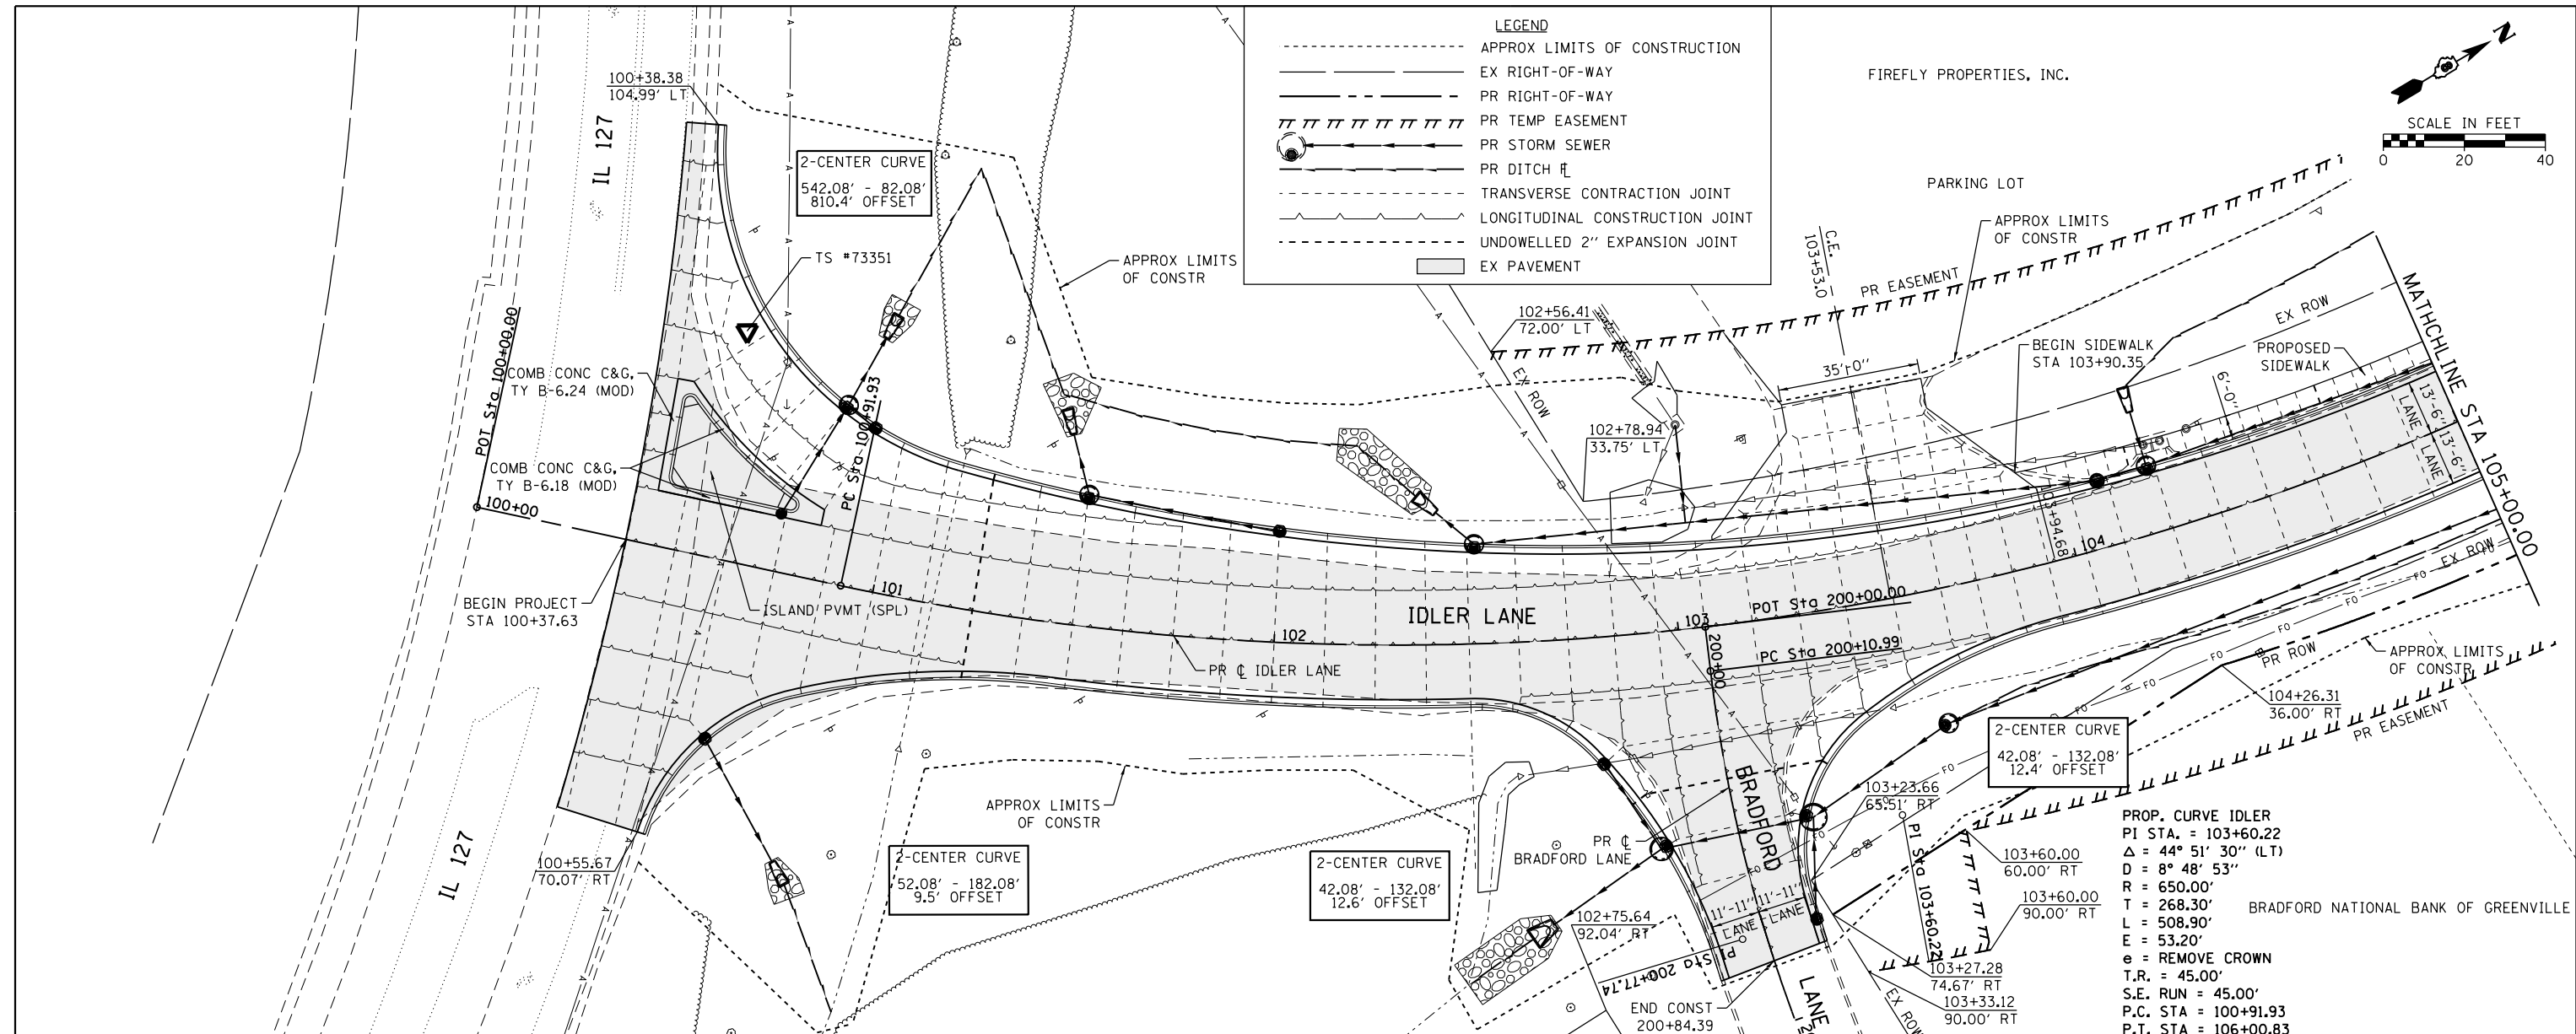 LEGEND
APPROX LIMITS OF CONSTRUCTION
EX RIGHT-OF-WAY
PR RIGHT-OF-WAY
PR TEMP EASEMENT
PR STORM SEWER
PR DITCH ℄
TRANSVERSE CONTRACTION JOINT
LONGITUDINAL CONSTRUCTION JOINT
UNDOWELLED 2'' EXPANSION JOINT
EX PAVEMENT
FIREFLY PROPERTIES, INC.
N
SCALE IN FEET
0 20 40
100+38.38
104.99' LT
IL 127
2-CENTER CURVE
542.08' - 82.08'
810.4' OFFSET
TS #73351
APPROX LIMITS
OF CONSTR
PARKING LOT
APPROX LIMITS
OF CONSTR
C.E.
103+53.0
PR EASEMENT
102+56.41
72.00' LT
EX ROW
35'-0''
BEGIN SIDEWALK
STA 103+90.35
EX ROW
PROPOSED
SIDEWALK
6'-0''
MATHCHLINE STA 105+00.00
13'-6'' 13'-6''
LANE LANE
POT Sta 100+00.00
COMB CONC C&G,
TY B-6.24 (MOD)
COMB CONC C&G,
TY B-6.18 (MOD)
PC Sta 100+91.93
102+78.94
33.75' LT
100+00
101
102
103
104
BEGIN PROJECT
STA 100+37.63
ISLAND PVMT (SPL)
IDLER LANE
PR ℄ IDLER LANE
POT Sta 200+00.00
PC Sta 200+10.99
200+00
EX ROW
PR ROW
APPROX LIMITS
OF CONSTR
104+26.31
36.00' RT
PR EASEMENT
2-CENTER CURVE
42.08' - 132.08'
12.4' OFFSET
103+23.66
65.51' RT
APPROX LIMITS
OF CONSTR
IL 127
100+55.67
70.07' RT
2-CENTER CURVE
52.08' - 182.08'
9.5' OFFSET
2-CENTER CURVE
42.08' - 132.08'
12.6' OFFSET
PR ℄
BRADFORD LANE
BRADFORD
LANE
11'-11'' 11'-11''
LANE LANE
102+75.64
92.04' RT
PI Sta 200+77.74
END CONST
200+84.39
PI Sta 103+60.22
103+60.00
60.00' RT
103+60.00
90.00' RT
103+27.28
74.67' RT
103+33.12
90.00' RT
EX ROW
BRADFORD NATIONAL BANK OF GREENVILLE
PROP. CURVE IDLER
PI STA. = 103+60.22
Δ = 44° 51' 30'' (LT)
D = 8° 48' 53''
R = 650.00'
T = 268.30'
L = 508.90'
E = 53.20'
e = REMOVE CROWN
T.R. = 45.00'
S.E. RUN = 45.00'
P.C. STA = 100+91.93
P.T. STA = 106+00.83